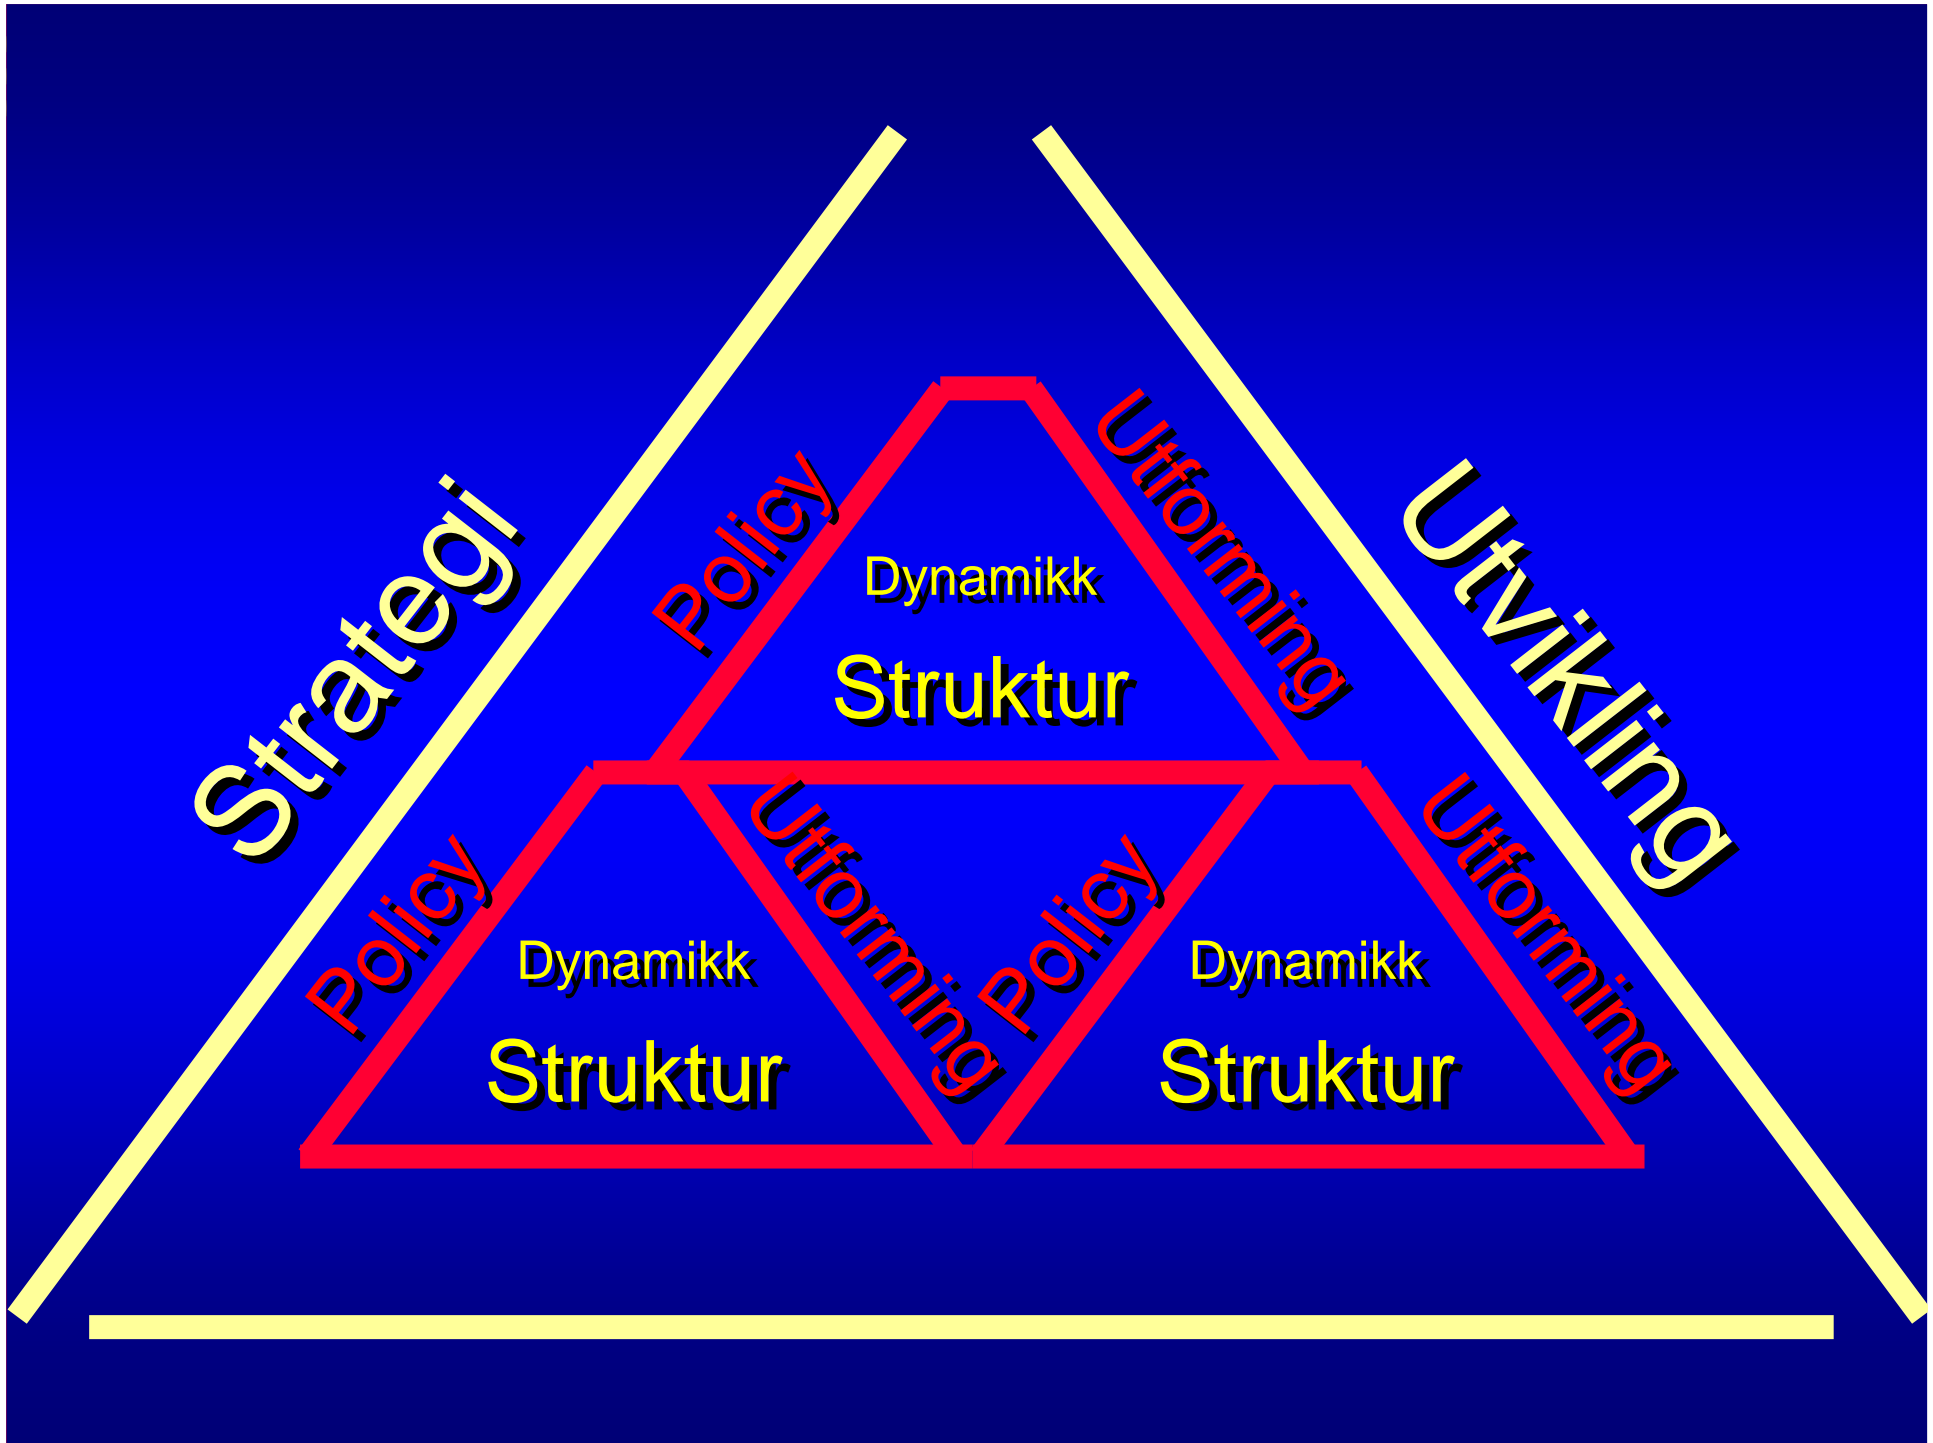 Strategi
Utvikling
Policy
Utforming
Dynamikk
Struktur
Policy
Utforming
Dynamikk
Struktur
Policy
Utforming
Dynamikk
Struktur